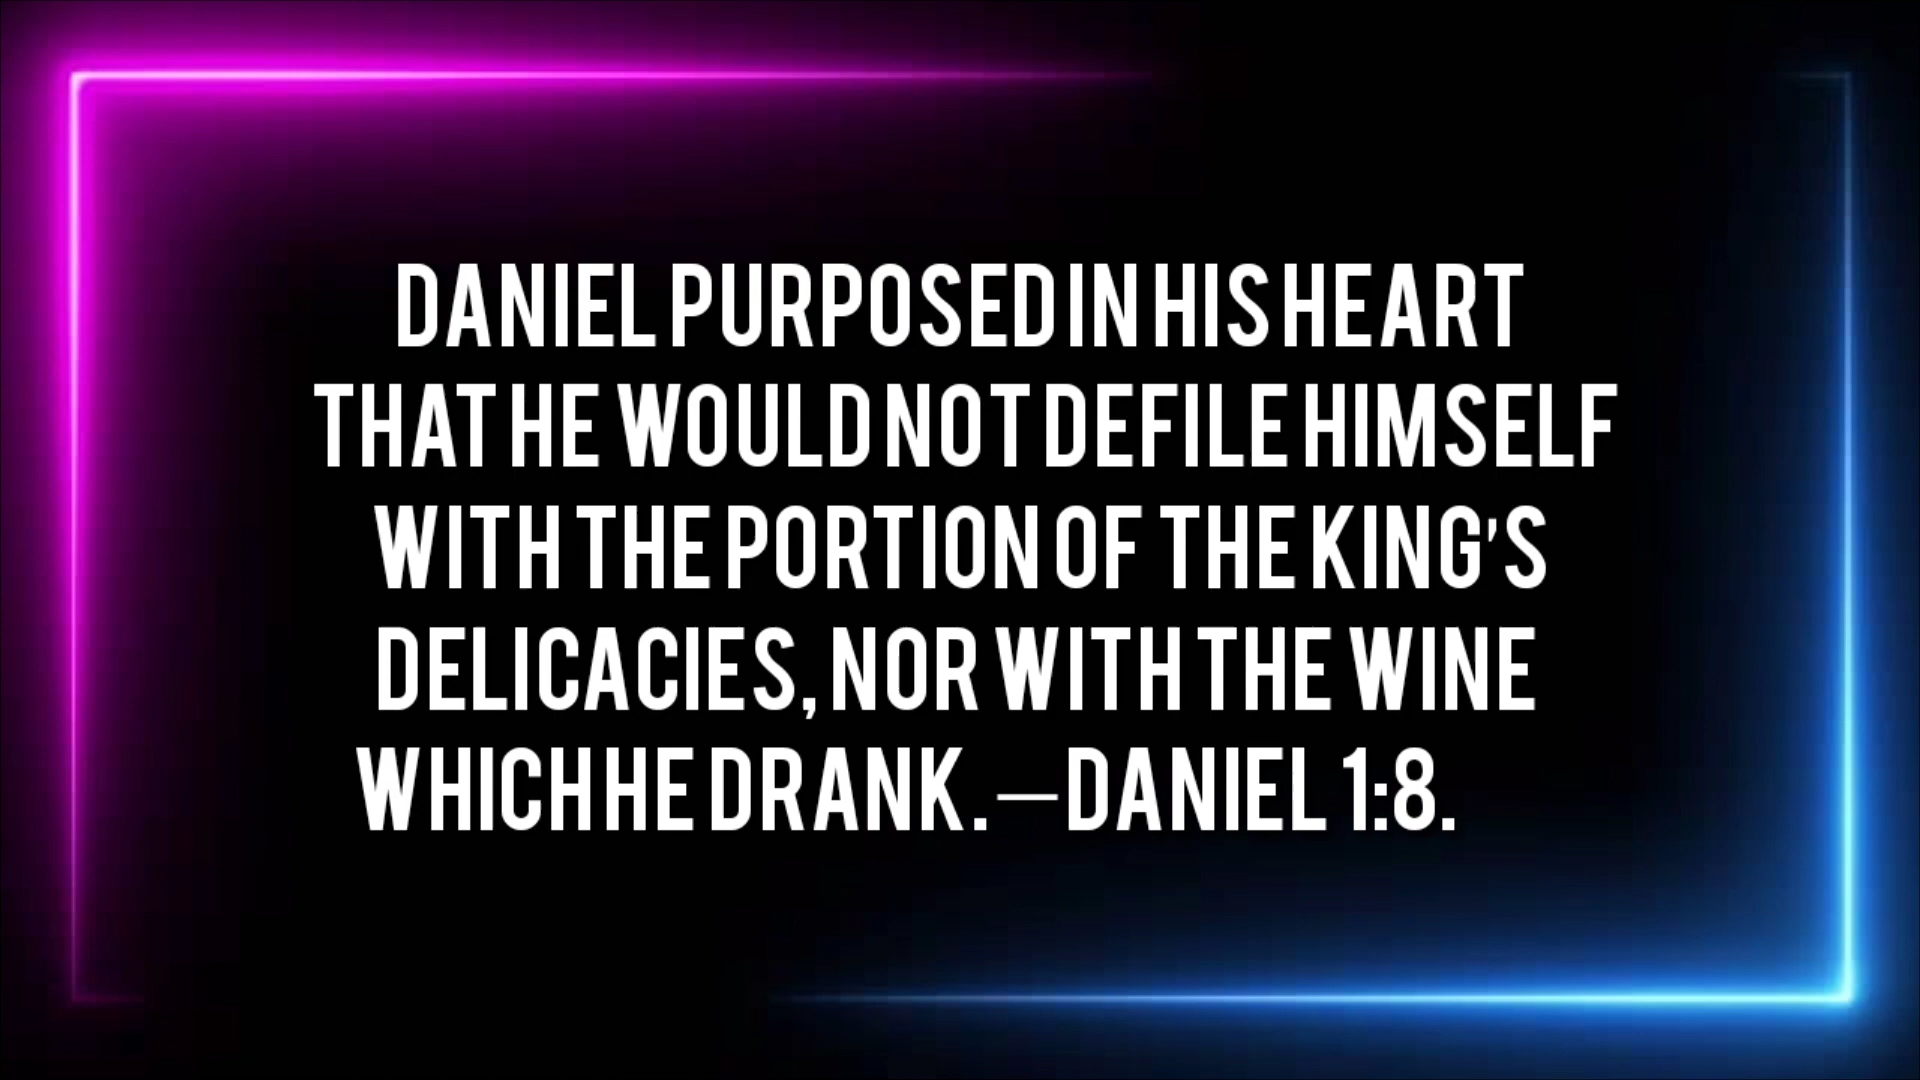 DANIEL PURPOSED IN HIS HEART
THAT HE WOULD NOT DEFILE HIMSELF
WITH THE PORTION OF THE KING'S
DELICACIES, NOR WITH THE WINE
WHICH HE DRANK. —DANIEL 1:8.